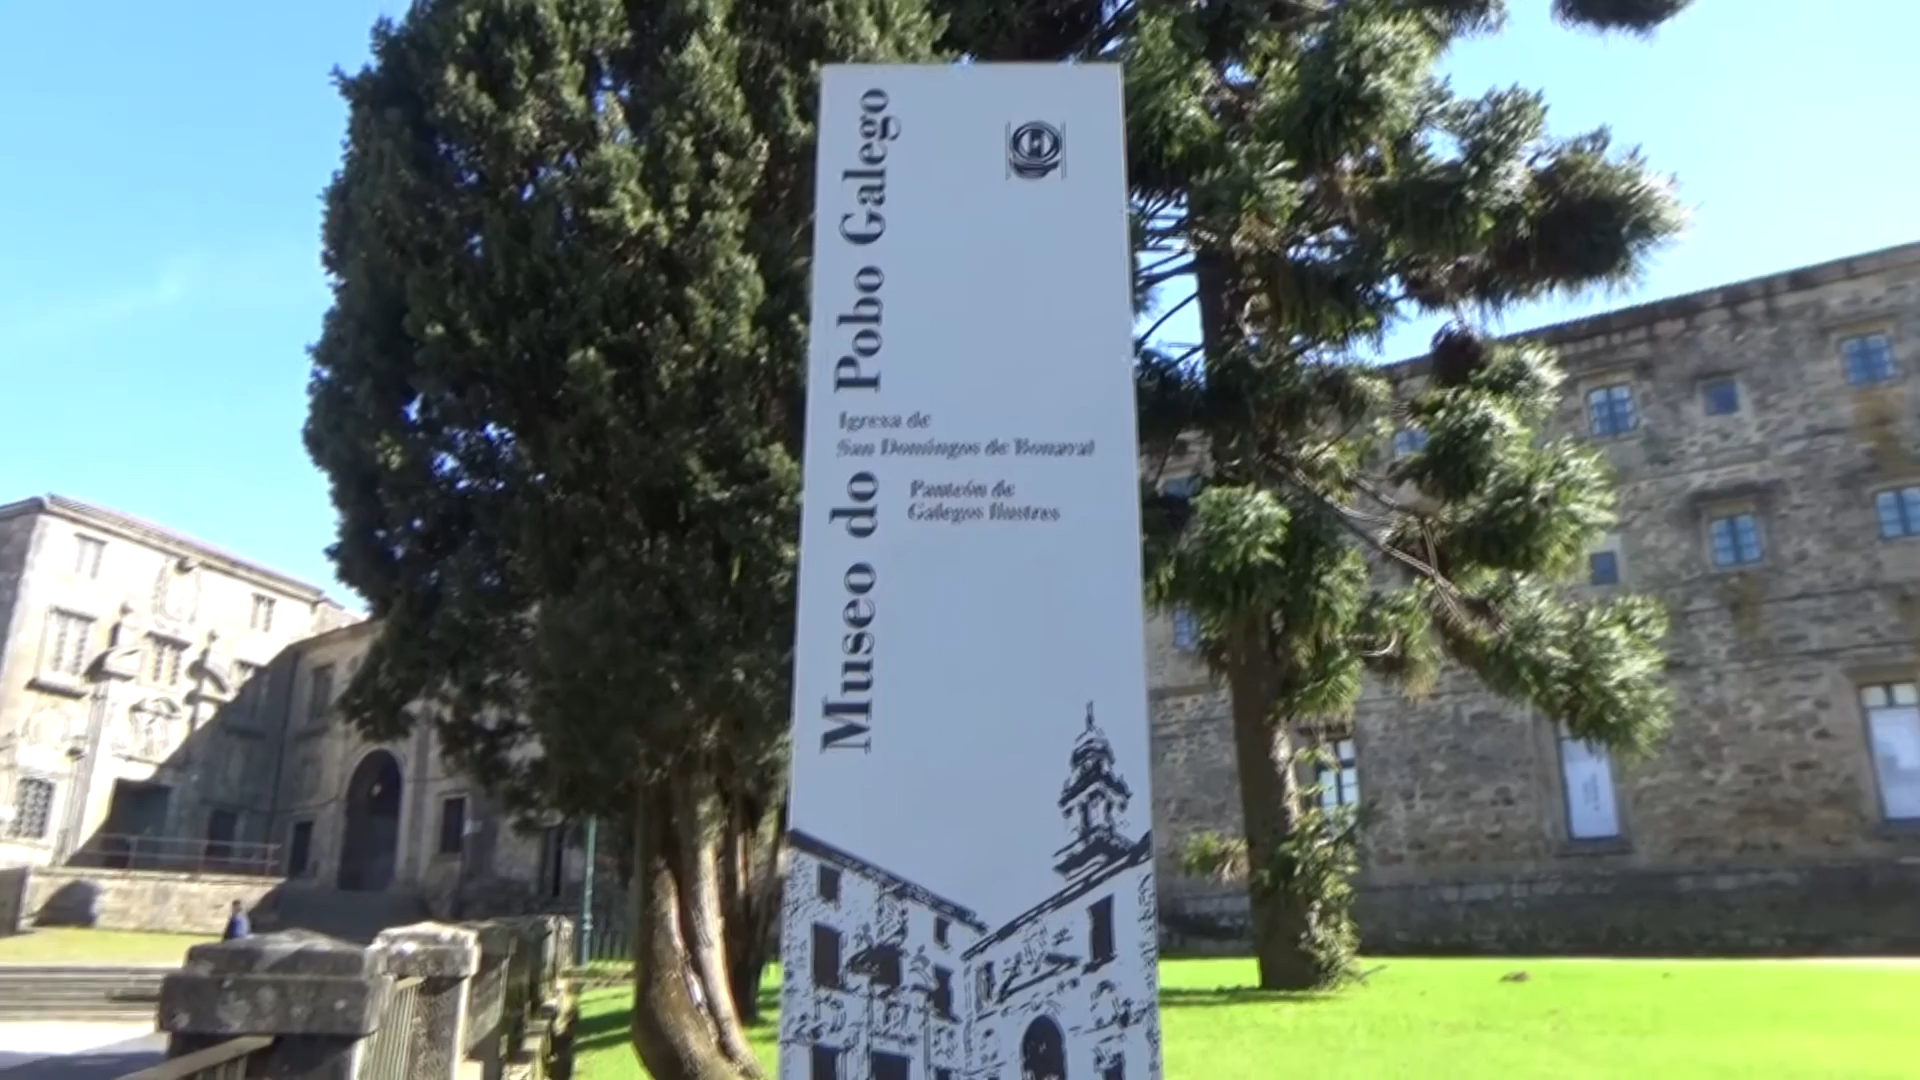 Museo do Pobo Galego
Igrexa de
San Domingos de Bonaval
Panteón de
Galegos Ilustres